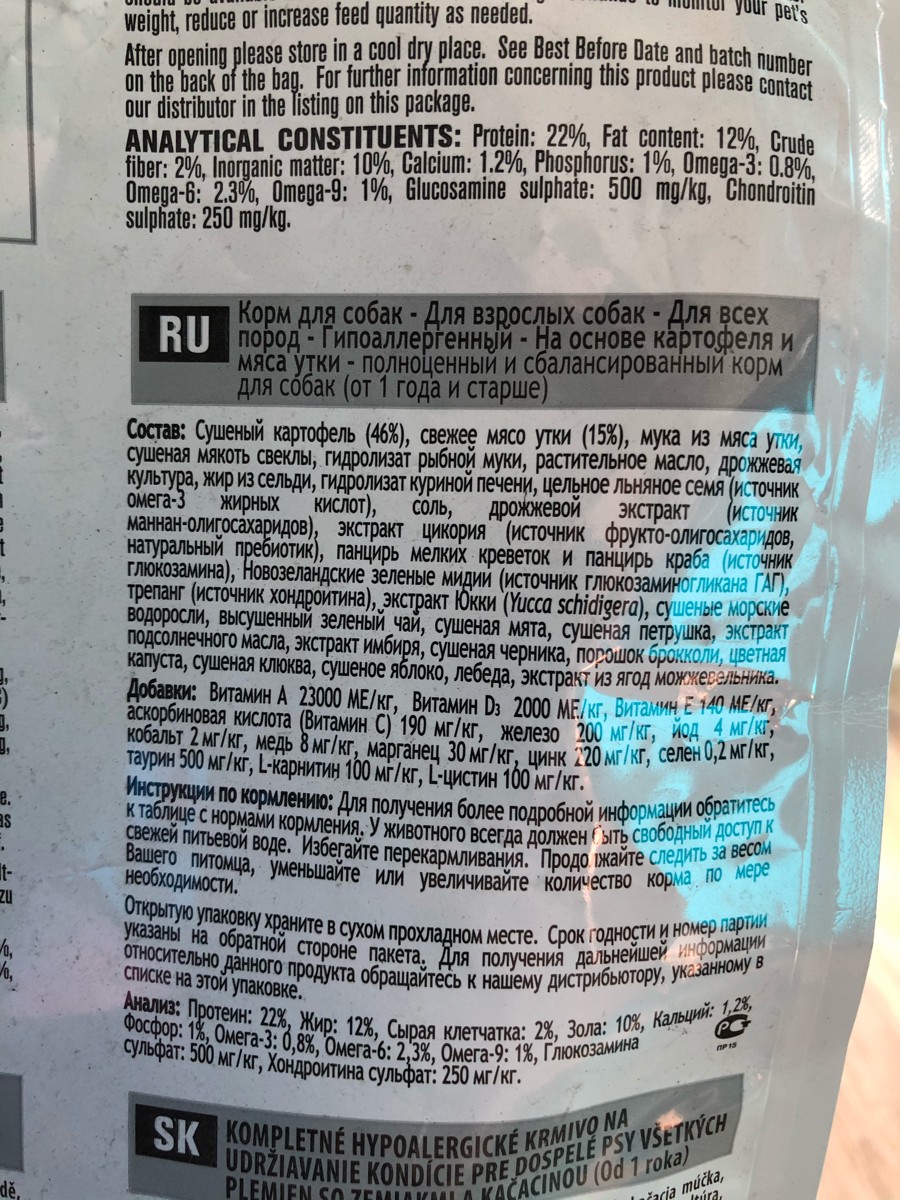 weight, reduce or increase feed quantity as needed.
After opening please store in a cool dry place. See Best Before Date and batch number
on the back of the bag. For further information concerning this product please contact
our distributor in the listing on this package.
ANALYTICAL CONSTITUENTS: Protein: 22%, Fat content: 12%, Crude
fiber: 2%, Inorganic matter: 10%, Calcium: 1.2%, Phosphorus: 1%, Omega-3: 0.8%,
Omega-6: 2.3%, Omega-9: 1%, Glucosamine sulphate: 500 mg/kg, Chondroitin
sulphate: 250 mg/kg.
RU
Корм для собак - Для взрослых собак - Для всех
пород - Гипоаллергенный - На основе картофеля и
мяса утки - полноценный и сбалансированный корм
для собак (от 1 года и старше)
Состав: Сушеный картофель (46%), свежее мясо утки (15%), мука из мяса утки,
сушеная мякоть свеклы, гидролизат рыбной муки, растительное масло, дрожжевая
культура, жир из сельди, гидролизат куриной печени, цельное льняное семя (источник
омега-3 жирных кислот), соль, дрожжевой экстракт (источник
маннан-олигосахаридов), экстракт цикория (источник фрукто-олигосахаридов,
натуральный пребиотик), панцирь мелких креветок и панцирь краба (источник
глюкозамина), Новозеландские зеленые мидии (источник глюкозаминогликана ГАГ),
трепанг (источник хондроитина), экстракт Юкки (Yucca schidigera), сушеные морские
водоросли, высушенный зеленый чай, сушеная мята, сушеная петрушка, экстракт
подсолнечного масла, экстракт имбиря, сушеная черника, порошок брокколи, цветная
капуста, сушеная клюква, сушеное яблоко, лебеда, экстракт из ягод можжевельника.
Добавки: Витамин А 23000 МЕ/кг, Витамин D3 2000 МЕ/кг, Витамин Е 140 МЕ/кг,
аскорбиновая кислота (Витамин С) 190 мг/кг, железо 200 мг/кг, йод 4 мг/кг,
кобальт 2 мг/кг, медь 8 мг/кг, марганец 30 мг/кг, цинк 220 мг/кг, селен 0,2 мг/кг,
таурин 500 мг/кг, L-карнитин 100 мг/кг, L-цистин 100 мг/кг.
Инструкции по кормлению: Для получения более подробной информации обратитесь
к таблице с нормами кормления. У животного всегда должен быть свободный доступ к
свежей питьевой воде. Избегайте перекармливания. Продолжайте следить за весом
Вашего питомца, уменьшайте или увеличивайте количество корма по мере
необходимости.
Открытую упаковку храните в сухом прохладном месте. Срок годности и номер партии
указаны на обратной стороне пакета. Для получения дальнейшей информации
относительно данного продукта обращайтесь к нашему дистрибьютору, указанному в
списке на этой упаковке.
Анализ: Протеин: 22%, Жир: 12%, Сырая клетчатка: 2%, Зола: 10%, Кальций: 1,2%,
Фосфор: 1%, Омега-3: 0,8%, Омега-6: 2,3%, Омега-9: 1%, Глюкозамина
сульфат: 500 мг/кг, Хондроитина сульфат: 250 мг/кг.
ПР15
SK
KOMPLETNÉ HYPOALERGICKÉ KRMIVO NA
UDRŽIAVANIE KONDÍCIE PRE DOSPELÉ PSY VŠETKÝCH
PLEMIEN SO ZEMIAKMI A KAČACINOU (Od 1 roka)
múčka,